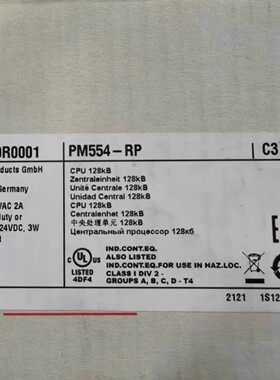 0R0001
PM554-RP
C3
oducts GmbH
Germany
VAC 2A
duty or
24VDC, 3W
CPU 128kB
Zentraleinheit 128kB
Unité Centrale 128kB
Unidad Central 128kB
CPU 128kB
Centralenhet 128kB
中央处理单元 128kB
Центральный процессор 128кб
C UL US
LISTED
4DF4
IND.CONT.EQ.
ALSO LISTED
IND.CONT.EQ.FOR USE IN HAZ.LOC.
CLASS I DIV 2 -
GROUPS A, B, C, D - T4
2121
1S12